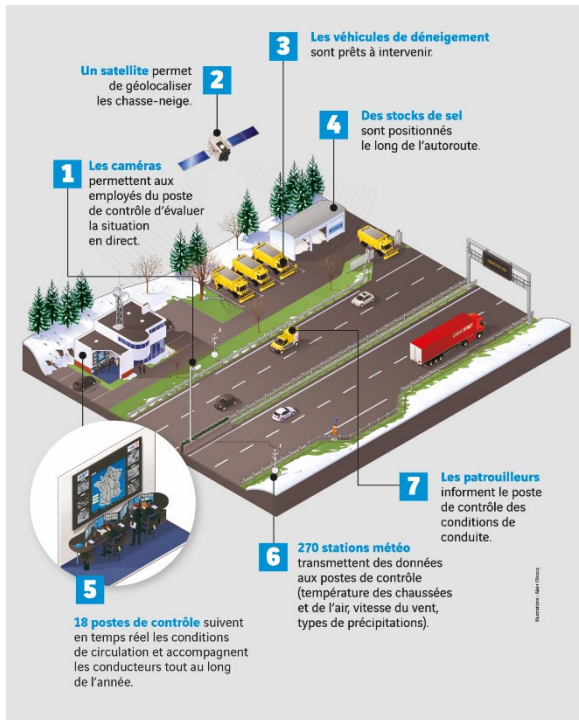 3
Les véhicules de déneigement
sont prêts à intervenir.
Un satellite permet
de géolocaliser
les chasse-neige.
2
4
Des stocks de sel
sont positionnés
le long de l'autoroute.
1
Les caméras
permettent aux
employés du poste
de contrôle d'évaluer
la situation
en direct.
7
Les patrouilleurs
informent le poste
de contrôle des
conditions de
conduite.
6
270 stations météo
transmettent des données
aux postes de contrôle
(température des chaussées
et de l'air, vitesse du vent,
types de précipitations).
5
18 postes de contrôle suivent
en temps réel les conditions
de circulation et accompagnent
les conducteurs tout au long
de l'année.